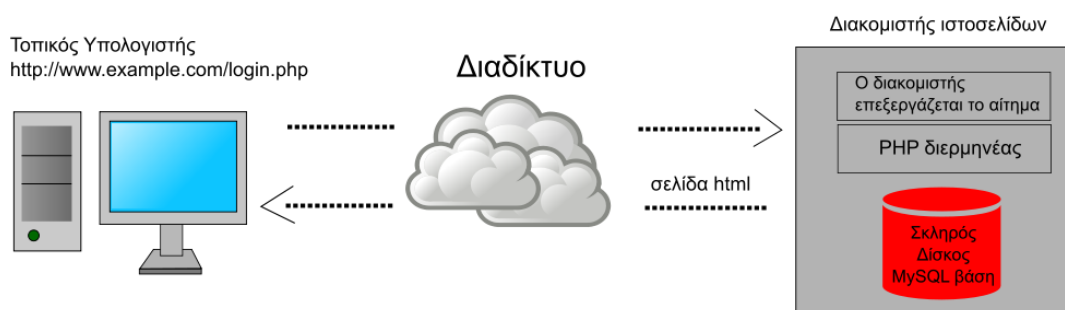 Τοπικός Υπολογιστής
http://www.example.com/login.php
Διαδίκτυο
σελίδα html
Διακομιστής ιστοσελίδων
Ο διακομιστής
επεξεργάζεται το αίτημα
PHP διερμηνέας
Σκληρός
Δίσκος
MySQL βάση